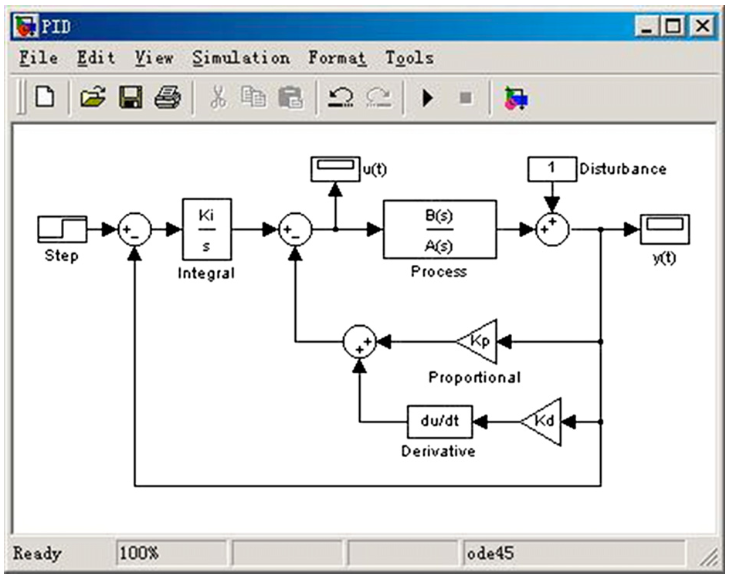 PID
File Edit View Simulation Format Tools
u(t)
1 Disturbance
Step
+ −
Ki
s
Integral
+ −
B(s)
A(s)
Process
+ +
y(t)
+ +
Kp
Proportional
du/dt
Derivative
Kd
Ready 100% ode45